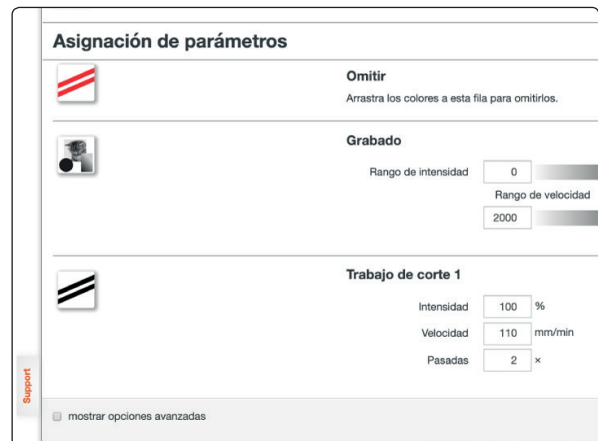 Asignación de parámetros
Omitir
Arrastra los colores a esta fila para omitirlos.
Grabado
Rango de intensidad 0
Rango de velocidad
2000
Trabajo de corte 1
Intensidad 100 %
Velocidad 110 mm/min
Pasadas 2 ×
Support
mostrar opciones avanzadas